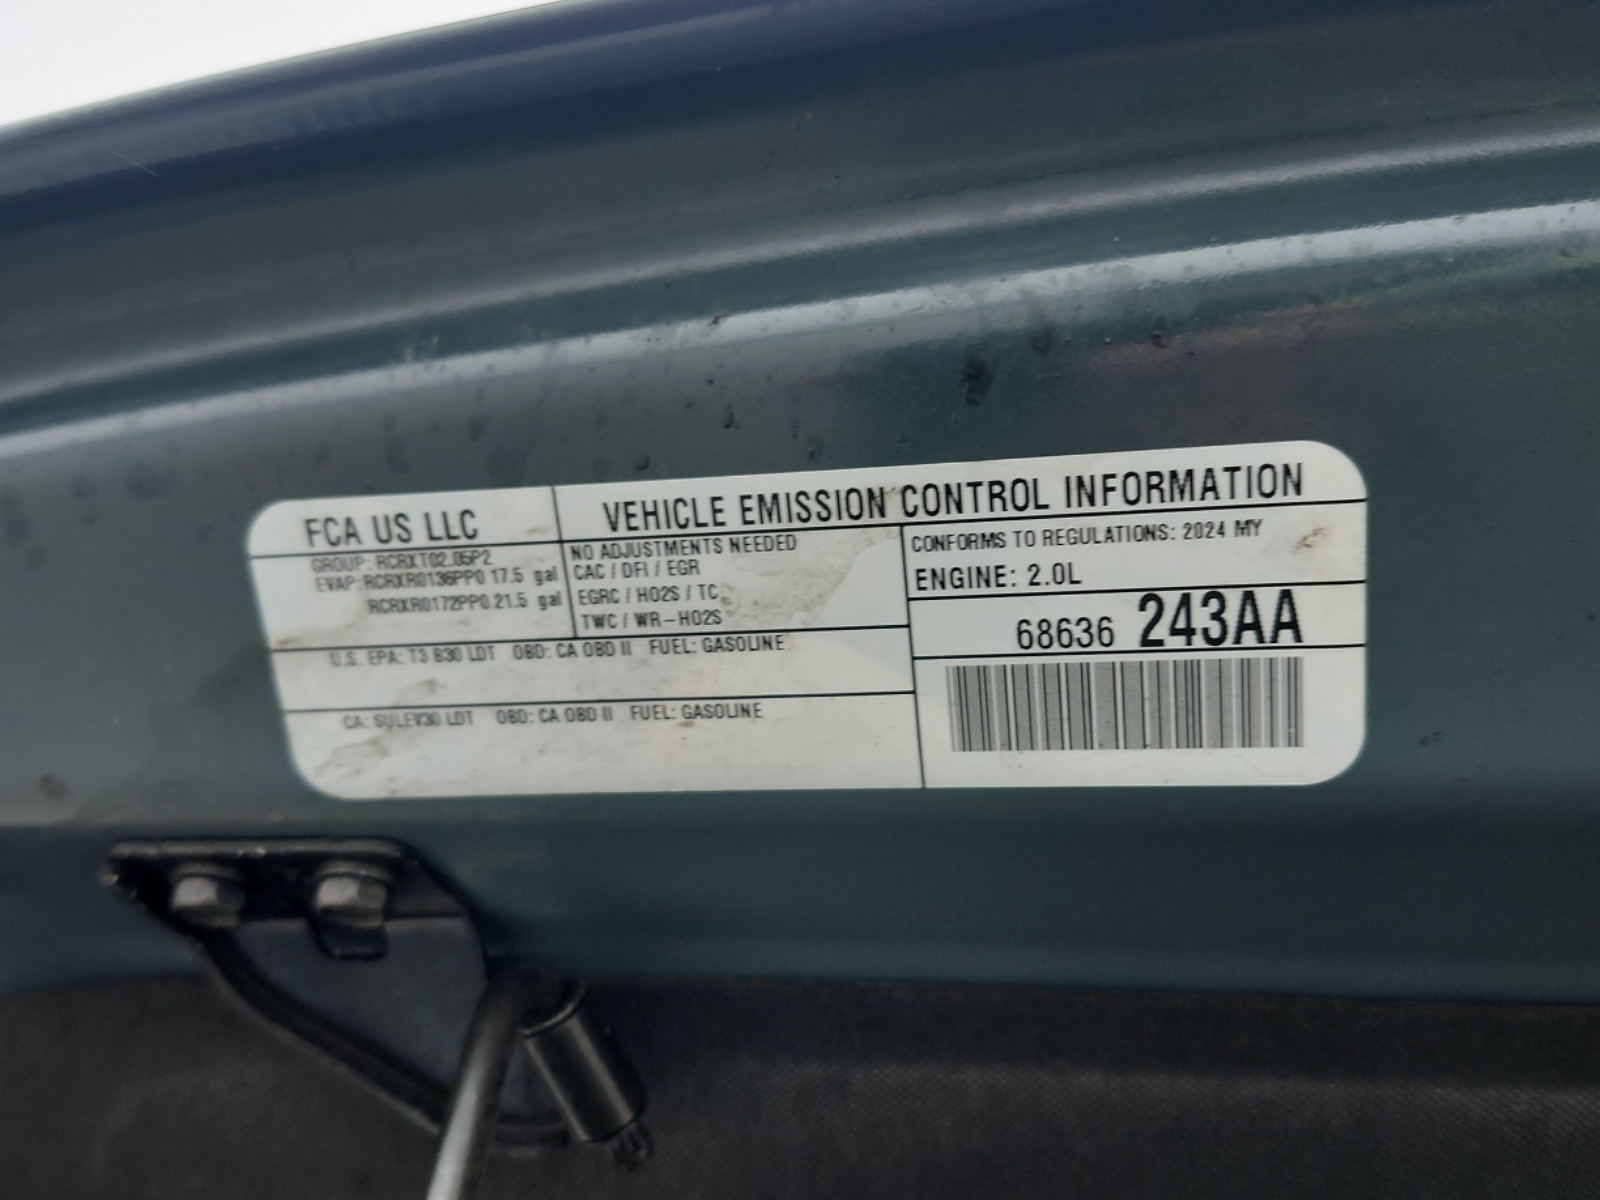 FCA US LLC
GROUP: RCRXT02.05P2
EVAP: RCRXR0136PP0 17.5 gal
RCRXR0172PP0 21.5 gal
VEHICLE EMISSION CONTROL INFORMATION
NO ADJUSTMENTS NEEDED
CAC / DFI / EGR
EGRC / HO2S / TC
TWC / WR-HO2S
CONFORMS TO REGULATIONS: 2024 MY
ENGINE: 2.0L
68636 243AA
U.S. EPA: T3 B30 LDT OBD: CA OBD II FUEL: GASOLINE
CA: SULEV30 LDT OBD: CA OBD II FUEL: GASOLINE